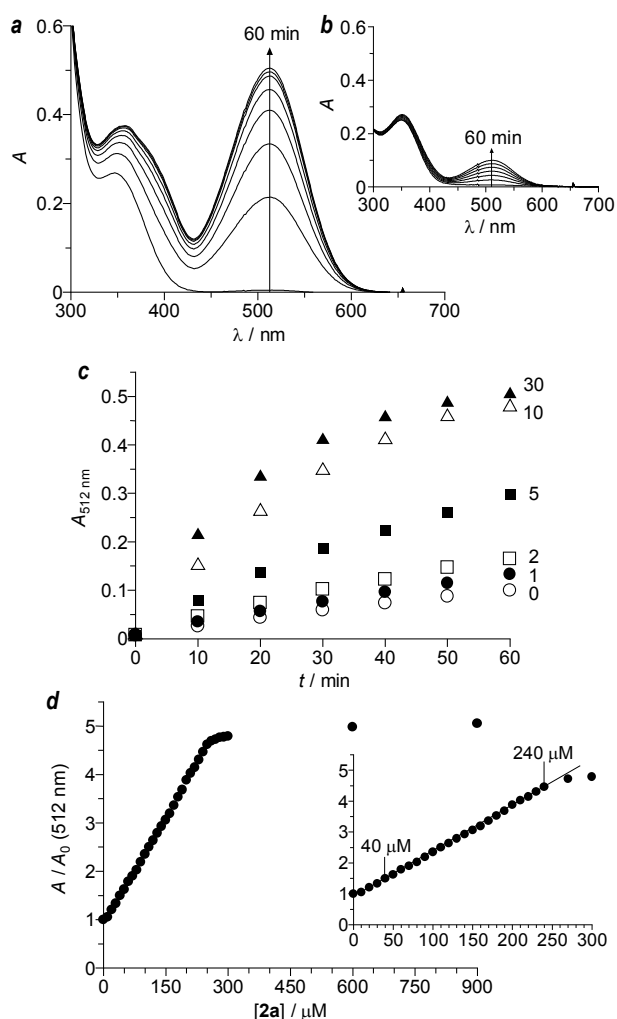 a
0.6
0.4
0.2
0
A
60 min
300 400 500 600 700
λ / nm
b
0.6
0.4
0.2
0
A
60 min
300 400 500 600 700
λ / nm
c
0.5
0.4
0.3
0.2
0.1
0
A512 nm
30
10
5
2
1
0
0 10 20 30 40 50 60
t / min
d
5
4
3
2
1
0
A / A0 (512 nm)
0 150 300 450 600 750 900
[2a] / μM
5
4
3
2
1
0
40 μM
240 μM
0 50 100 150 200 250 300